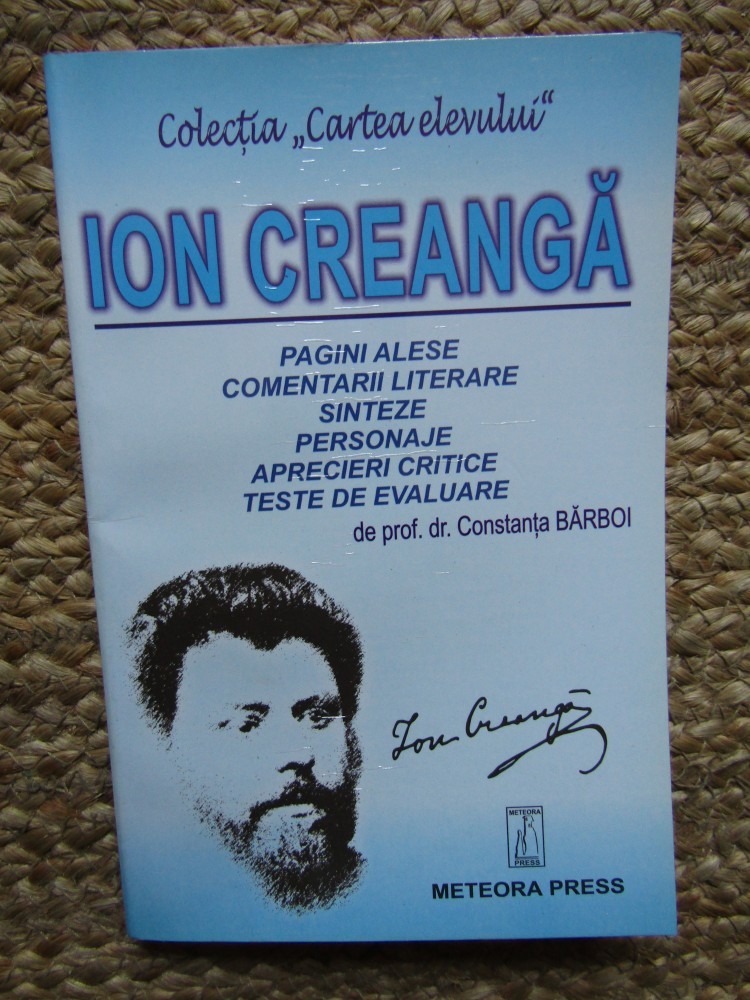 Colecția „Cartea elevului“
ION CREANGĂ
PAGINI ALESE
COMENTARII LITERARE
SINTEZE
PERSONAJE
APRECIERI CRITICE
TESTE DE EVALUARE
de prof. dr. Constanța BĂRBOI
Ion Creangă
METEORA
PRESS
METEORA PRESS